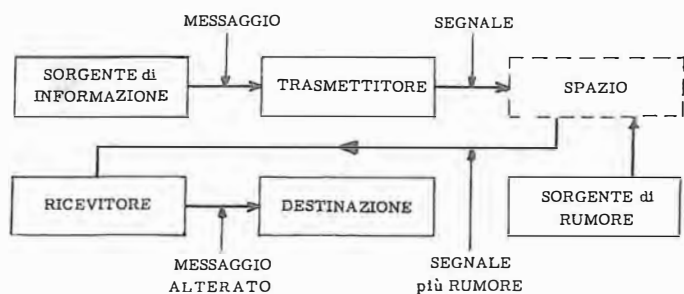 MESSAGGIO
SEGNALE
SORGENTE di
INFORMAZIONE
TRASMETTITORE
SPAZIO
RICEVITORE
DESTINAZIONE
SORGENTE di
RUMORE
MESSAGGIO
ALTERATO
SEGNALE
più RUMORE